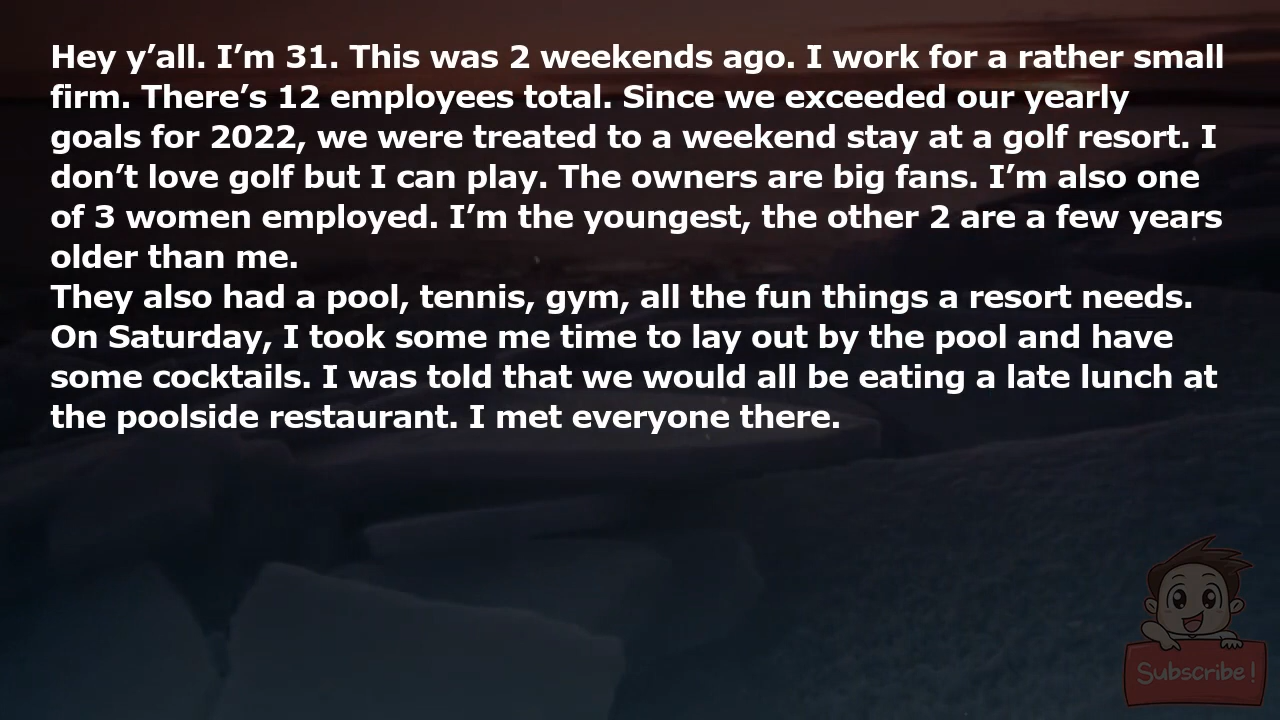 Hey y’all. I’m 31. This was 2 weekends ago. I work for a rather small
firm. There’s 12 employees total. Since we exceeded our yearly
goals for 2022, we were treated to a weekend stay at a golf resort. I
don’t love golf but I can play. The owners are big fans. I’m also one
of 3 women employed. I’m the youngest, the other 2 are a few years
older than me.
They also had a pool, tennis, gym, all the fun things a resort needs.
On Saturday, I took some me time to lay out by the pool and have
some cocktails. I was told that we would all be eating a late lunch at
the poolside restaurant. I met everyone there.
Subscribe!